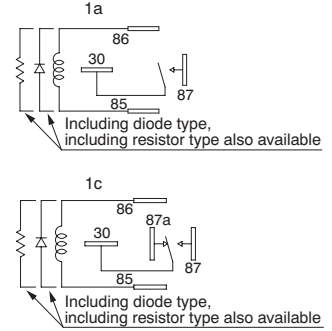 1a
86
30
87
85
Including diode type,
including resistor type also available
1c
86
87a
30
87
85
Including diode type,
including resistor type also available